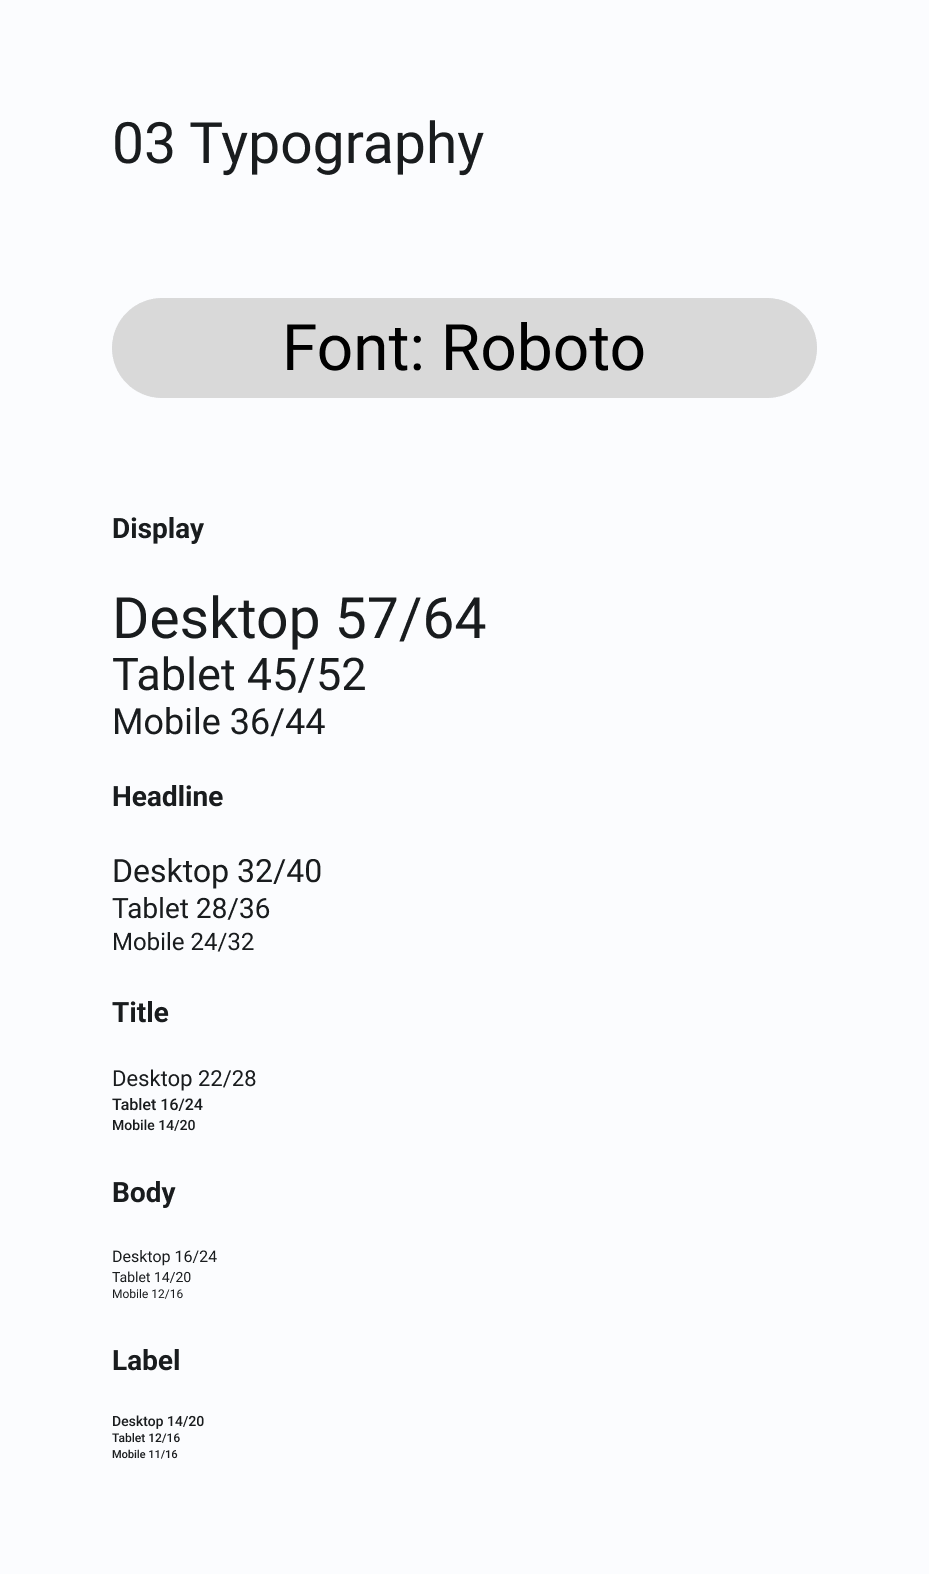 03 Typography
Font: Roboto
Display
Desktop 57/64
Tablet 45/52
Mobile 36/44
Headline
Desktop 32/40
Tablet 28/36
Mobile 24/32
Title
Desktop 22/28
Tablet 16/24
Mobile 14/20
Body
Desktop 16/24
Tablet 14/20
Mobile 12/16
Label
Desktop 14/20
Tablet 12/16
Mobile 11/16